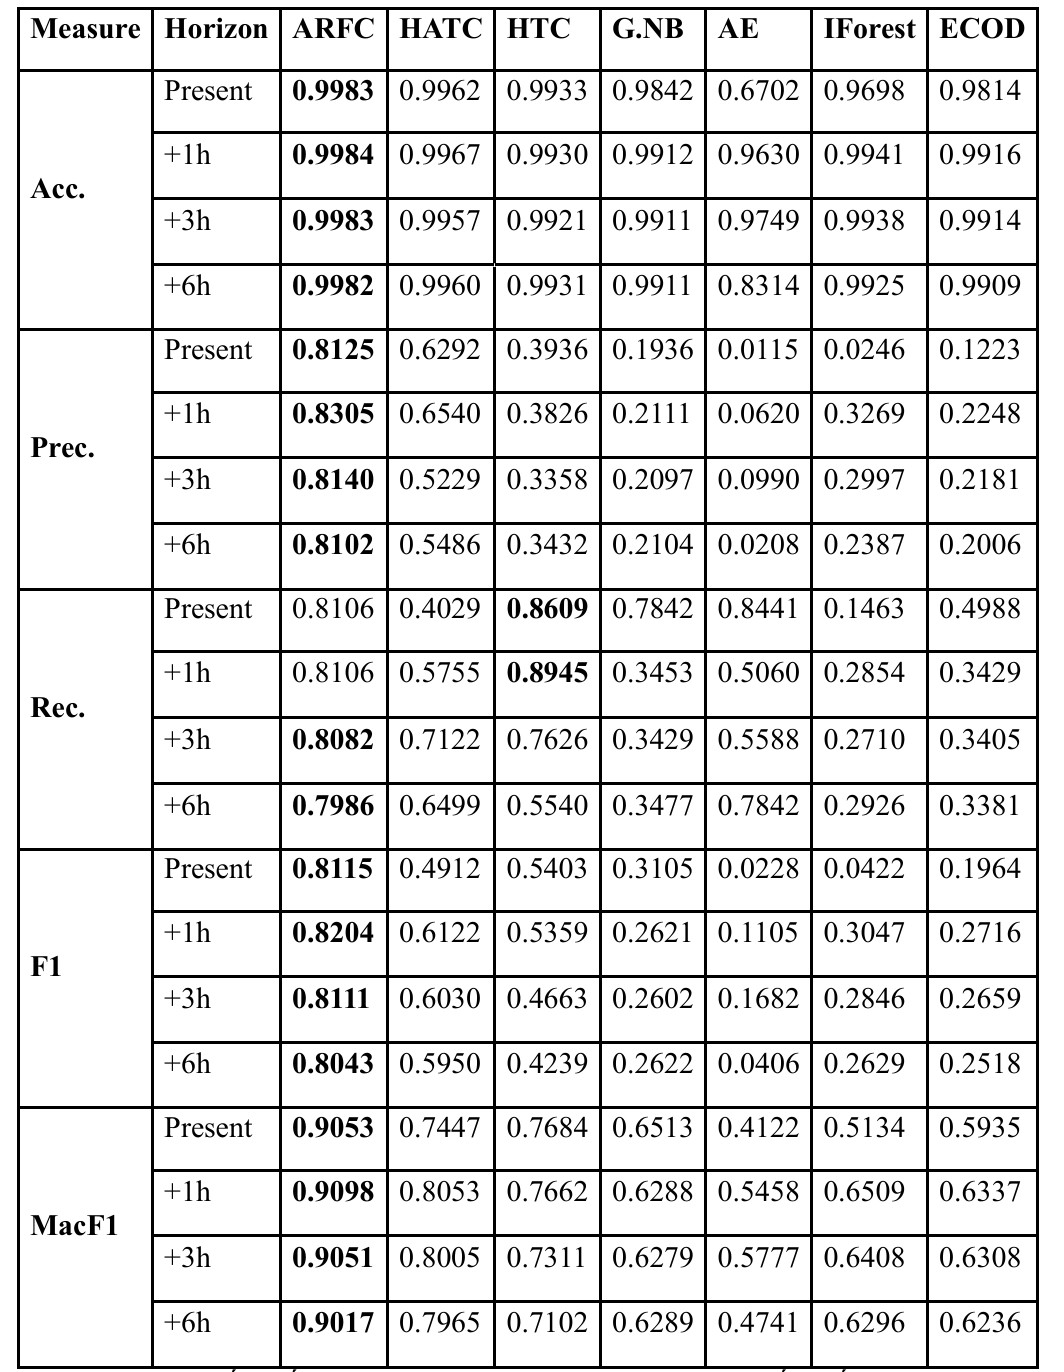 Measure Horizon ARFC HATC HTC G.NB AE IForest ECOD
Acc.
Present 0.9983 0.9962 0.9933 0.9842 0.6702 0.9698 0.9814
+1h 0.9984 0.9967 0.9930 0.9912 0.9630 0.9941 0.9916
+3h 0.9983 0.9957 0.9921 0.9911 0.9749 0.9938 0.9914
+6h 0.9982 0.9960 0.9931 0.9911 0.8314 0.9925 0.9909
Prec.
Present 0.8125 0.6292 0.3936 0.1936 0.0115 0.0246 0.1223
+1h 0.8305 0.6540 0.3826 0.2111 0.0620 0.3269 0.2248
+3h 0.8140 0.5229 0.3358 0.2097 0.0990 0.2997 0.2181
+6h 0.8102 0.5486 0.3432 0.2104 0.0208 0.2387 0.2006
Rec.
Present 0.8106 0.4029 0.8609 0.7842 0.8441 0.1463 0.4988
+1h 0.8106 0.5755 0.8945 0.3453 0.5060 0.2854 0.3429
+3h 0.8082 0.7122 0.7626 0.3429 0.5588 0.2710 0.3405
+6h 0.7986 0.6499 0.5540 0.3477 0.7842 0.2926 0.3381
F1
Present 0.8115 0.4912 0.5403 0.3105 0.0228 0.0422 0.1964
+1h 0.8204 0.6122 0.5359 0.2621 0.1105 0.3047 0.2716
+3h 0.8111 0.6030 0.4663 0.2602 0.1682 0.2846 0.2659
+6h 0.8043 0.5950 0.4239 0.2622 0.0406 0.2629 0.2518
MacF1
Present 0.9053 0.7447 0.7684 0.6513 0.4122 0.5134 0.5935
+1h 0.9098 0.8053 0.7662 0.6288 0.5458 0.6509 0.6337
+3h 0.9051 0.8005 0.7311 0.6279 0.5777 0.6408 0.6308
+6h 0.9017 0.7965 0.7102 0.6289 0.4741 0.6296 0.6236